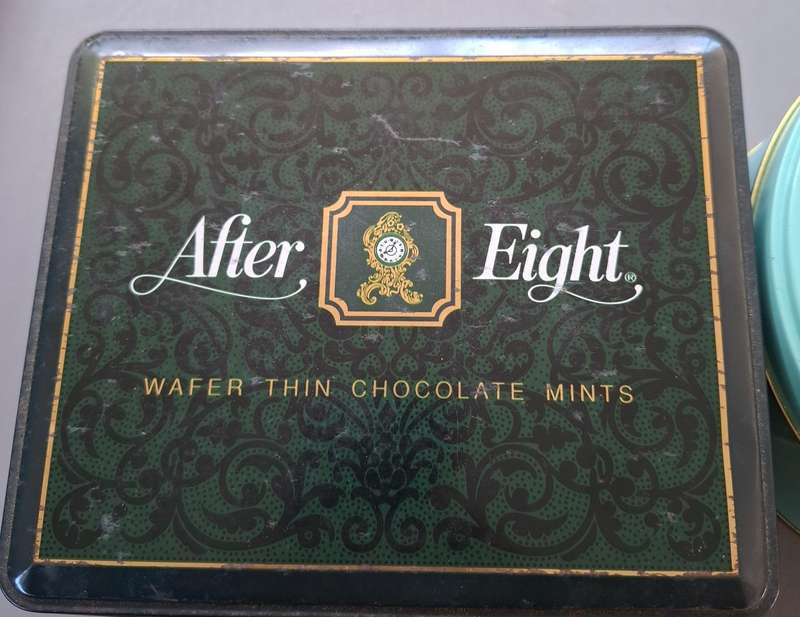 After Eight®
WAFER THIN CHOCOLATE MINTS